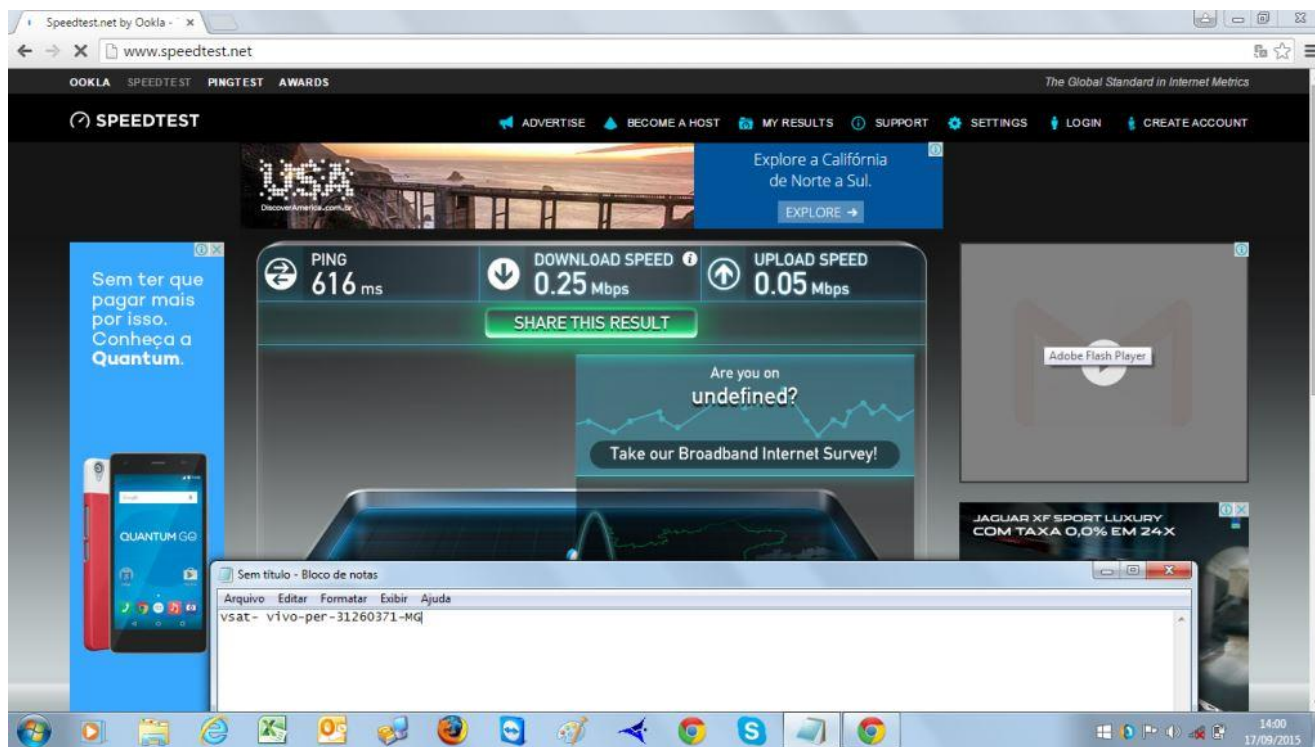 Speedtest.net by Ookla -
www.speedtest.net
OOKLA SPEEDTEST PINGTEST AWARDS
The Global Standard in Internet Metrics
SPEEDTEST
ADVERTISE BECOME A HOST MY RESULTS SUPPORT SETTINGS LOGIN CREATE ACCOUNT
USA
DiscoverAmerica.com.br
Explore a Califórnia
de Norte a Sul.
EXPLORE
Sem ter que
pagar mais
por isso.
Conheça a
Quantum.
QUANTUM GO
PING
616 ms
DOWNLOAD SPEED
0.25 Mbps
UPLOAD SPEED
0.05 Mbps
SHARE THIS RESULT
Are you on
undefined?
Take our Broadband Internet Survey!
Adobe Flash Player
JAGUAR XF SPORT LUXURY
COM TAXA 0,0% EM 24X
Sem título - Bloco de notas
Arquivo Editar Formatar Exibir Ajuda
vsat- vivo-per-31260371-MG
14:00
17/09/2015